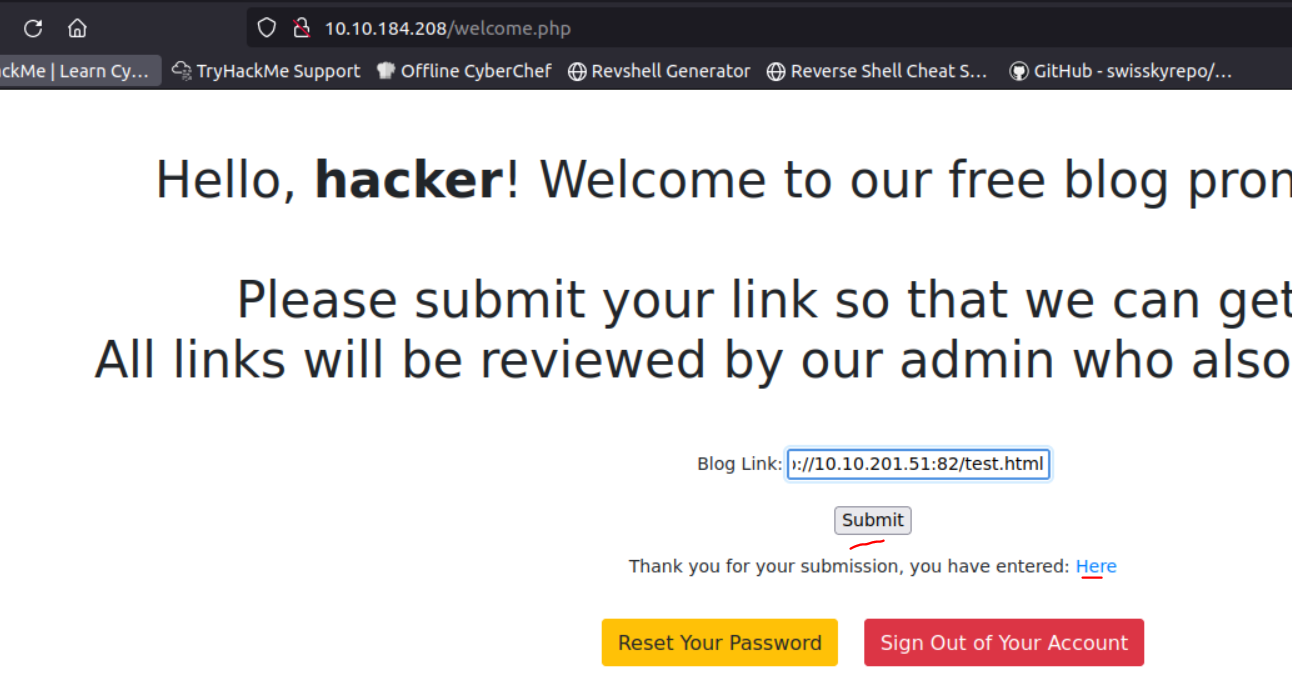 10.10.184.208/welcome.php
ckMe | Learn Cy... TryHackMe Support Offline CyberChef Revshell Generator Reverse Shell Cheat S... GitHub - swisskyrepo/...
Hello, hacker! Welcome to our free blog
Please submit your link so that we can get
All links will be reviewed by our admin who also
Blog Link: ://10.10.201.51:82/test.html
Submit
Thank you for your submission, you have entered: Here
Reset Your Password Sign Out of Your Account